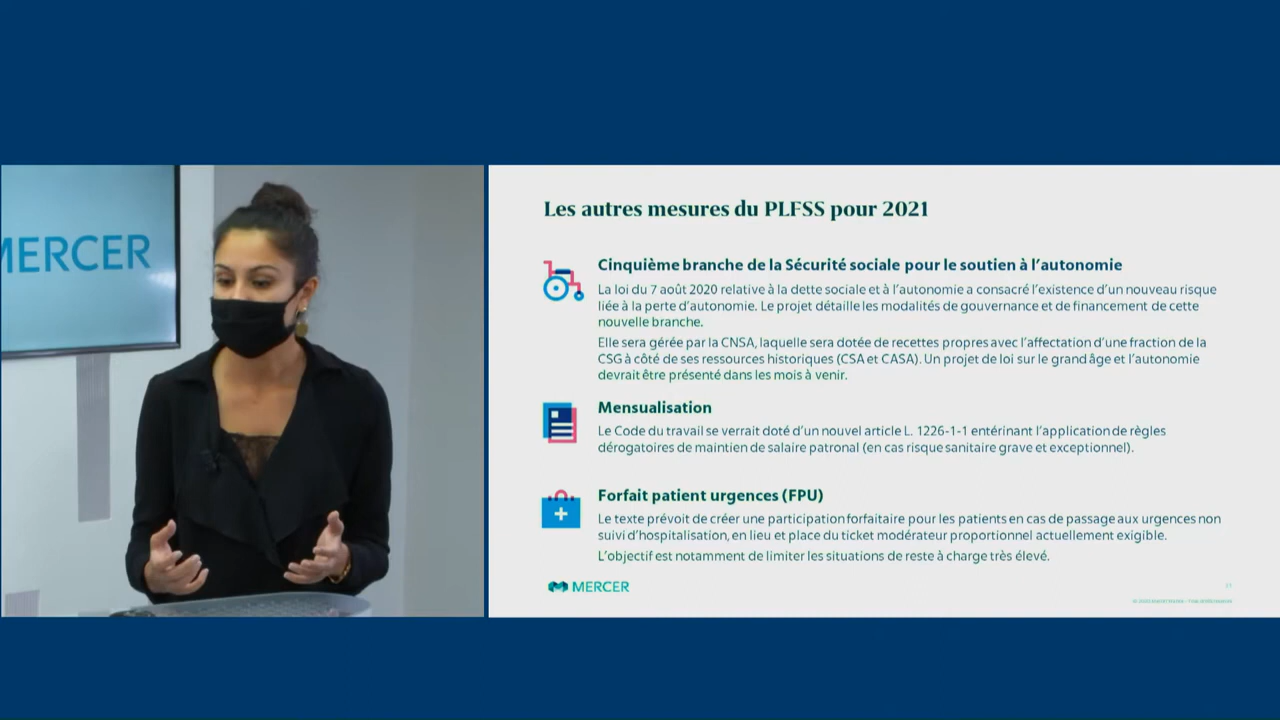 MERCER
Les autres mesures du PLFSS pour 2021
Cinquième branche de la Sécurité sociale pour le soutien à l'autonomie
La loi du 7 août 2020 relative à la dette sociale et à l'autonomie a consacré l'existence d'un nouveau risque
liée à la perte d'autonomie. Le projet détaille les modalités de gouvernance et de financement de cette
nouvelle branche.
Elle sera gérée par la CNSA, laquelle sera dotée de recettes propres avec l'affectation d'une fraction de la
CSG à côté de ses ressources historiques (CSA et CASA). Un projet de loi sur le grand âge et l'autonomie
devrait être présenté dans les mois à venir.
Mensualisation
Le Code du travail se verrait doté d'un nouvel article L. 1226-1-1 entérinant l'application de règles
dérogatoires de maintien de salaire patronal (en cas risque sanitaire grave et exceptionnel).
Forfait patient urgences (FPU)
Le texte prévoit de créer une participation forfaitaire pour les patients en cas de passage aux urgences non
suivi d'hospitalisation, en lieu et place du ticket modérateur proportionnel actuellement exigible.
L'objectif est notamment de limiter les situations de reste à charge très élevé.
MERCER